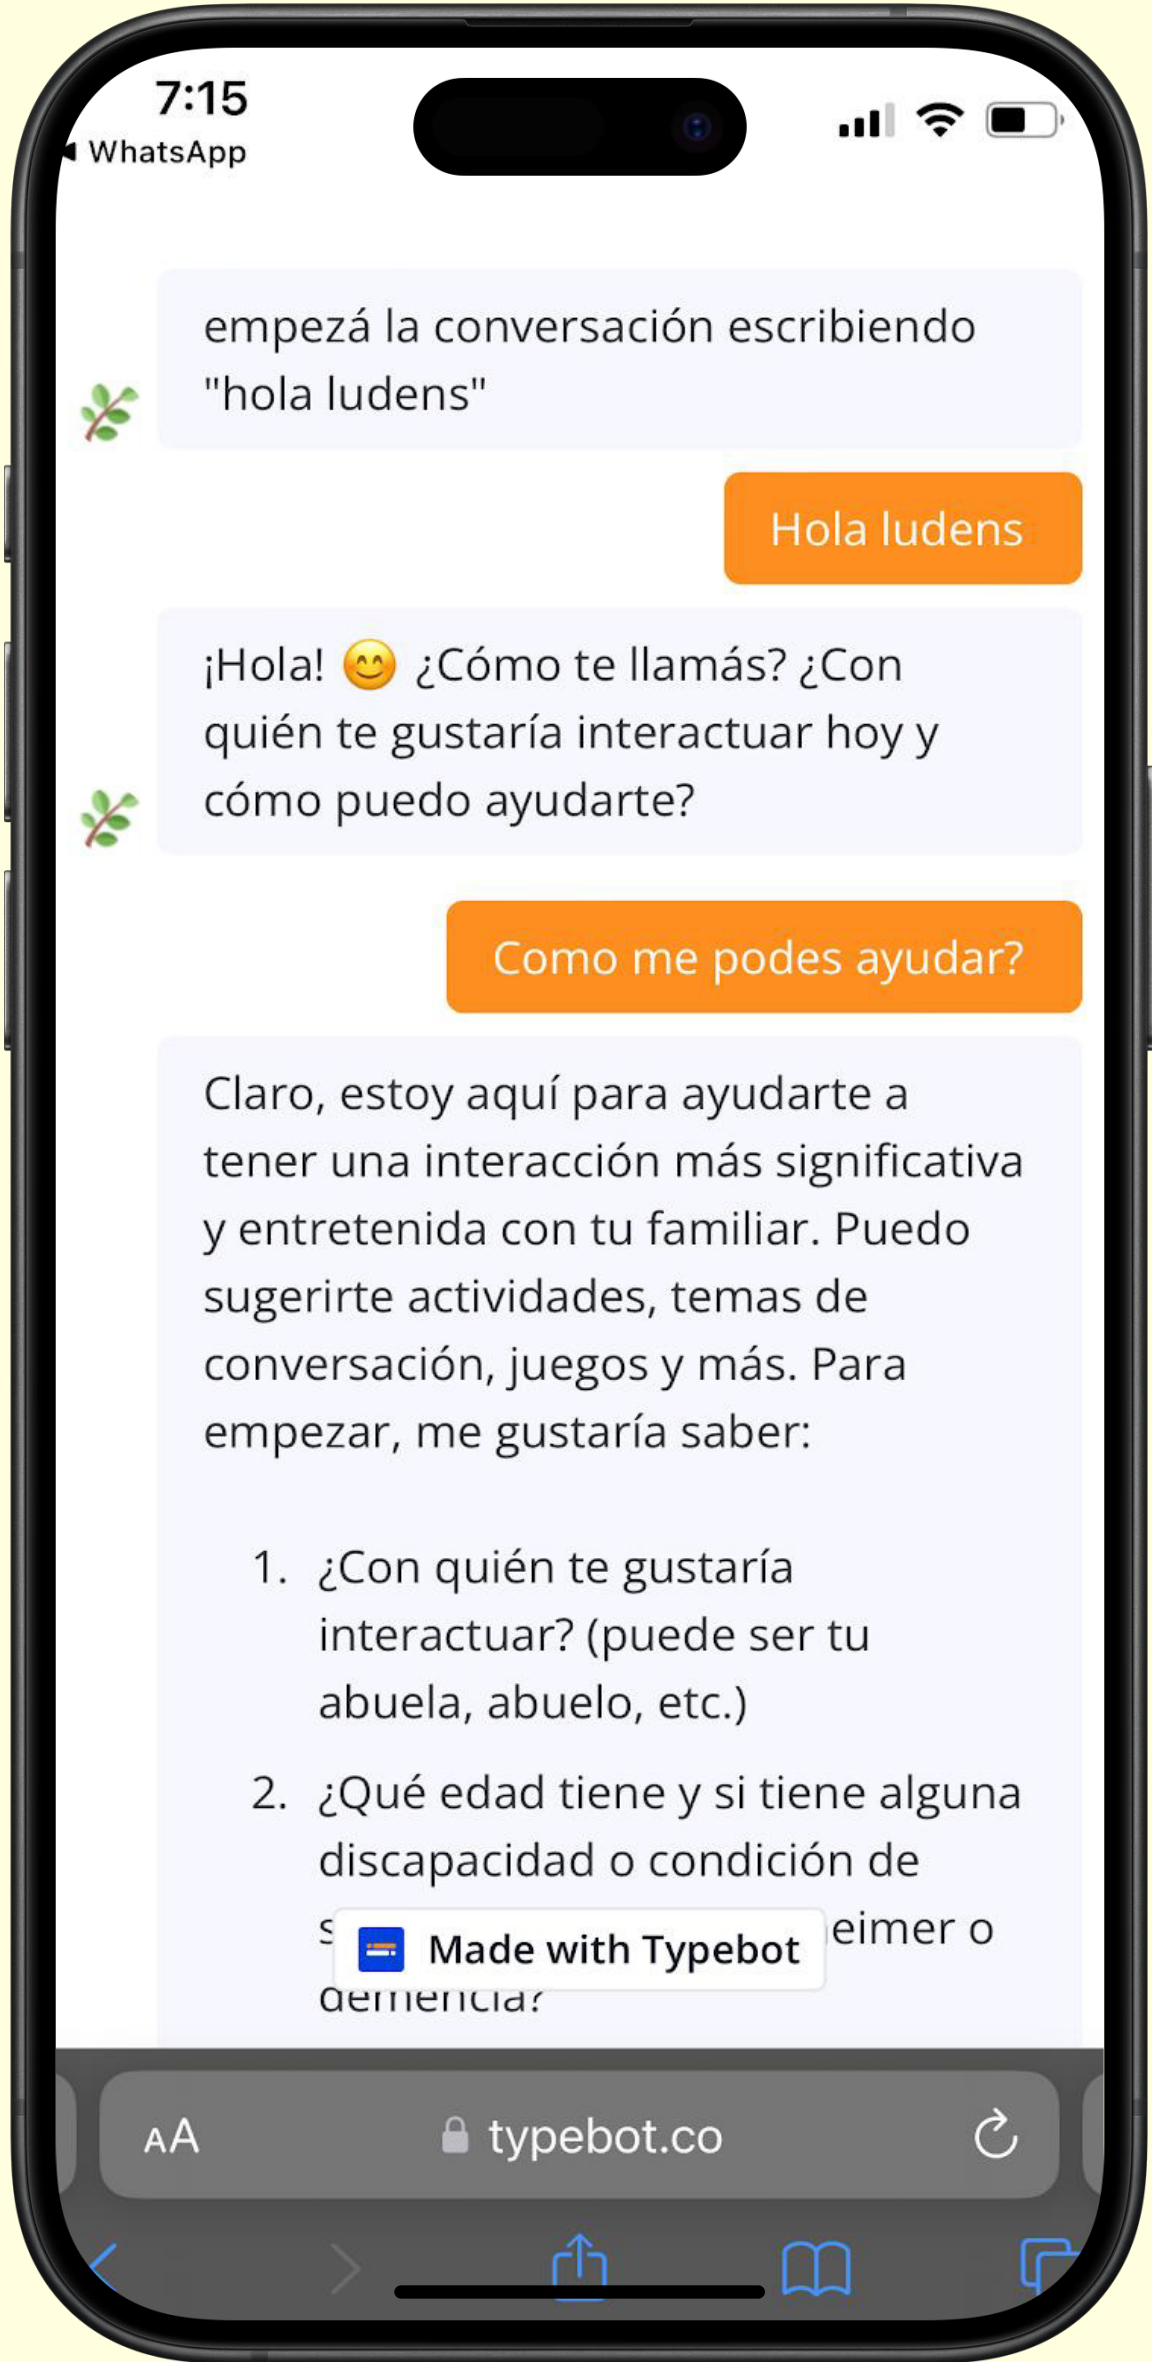 7:15
WhatsApp
empezá la conversación escribiendo
"hola ludens"
Hola ludens
¡Hola! 😊 ¿Cómo te llamás? ¿Con
quién te gustaría interactuar hoy y
cómo puedo ayudarte?
Como me podes ayudar?
Claro, estoy aquí para ayudarte a
tener una interacción más significativa
y entretenida con tu familiar. Puedo
sugerirte actividades, temas de
conversación, juegos y más. Para
empezar, me gustaría saber:
1. ¿Con quién te gustaría
interactuar? (puede ser tu
abuela, abuelo, etc.)
2. ¿Qué edad tiene y si tiene alguna
discapacidad o condición de
eimer o
Made with Typebot
demencia?
AA
typebot.co